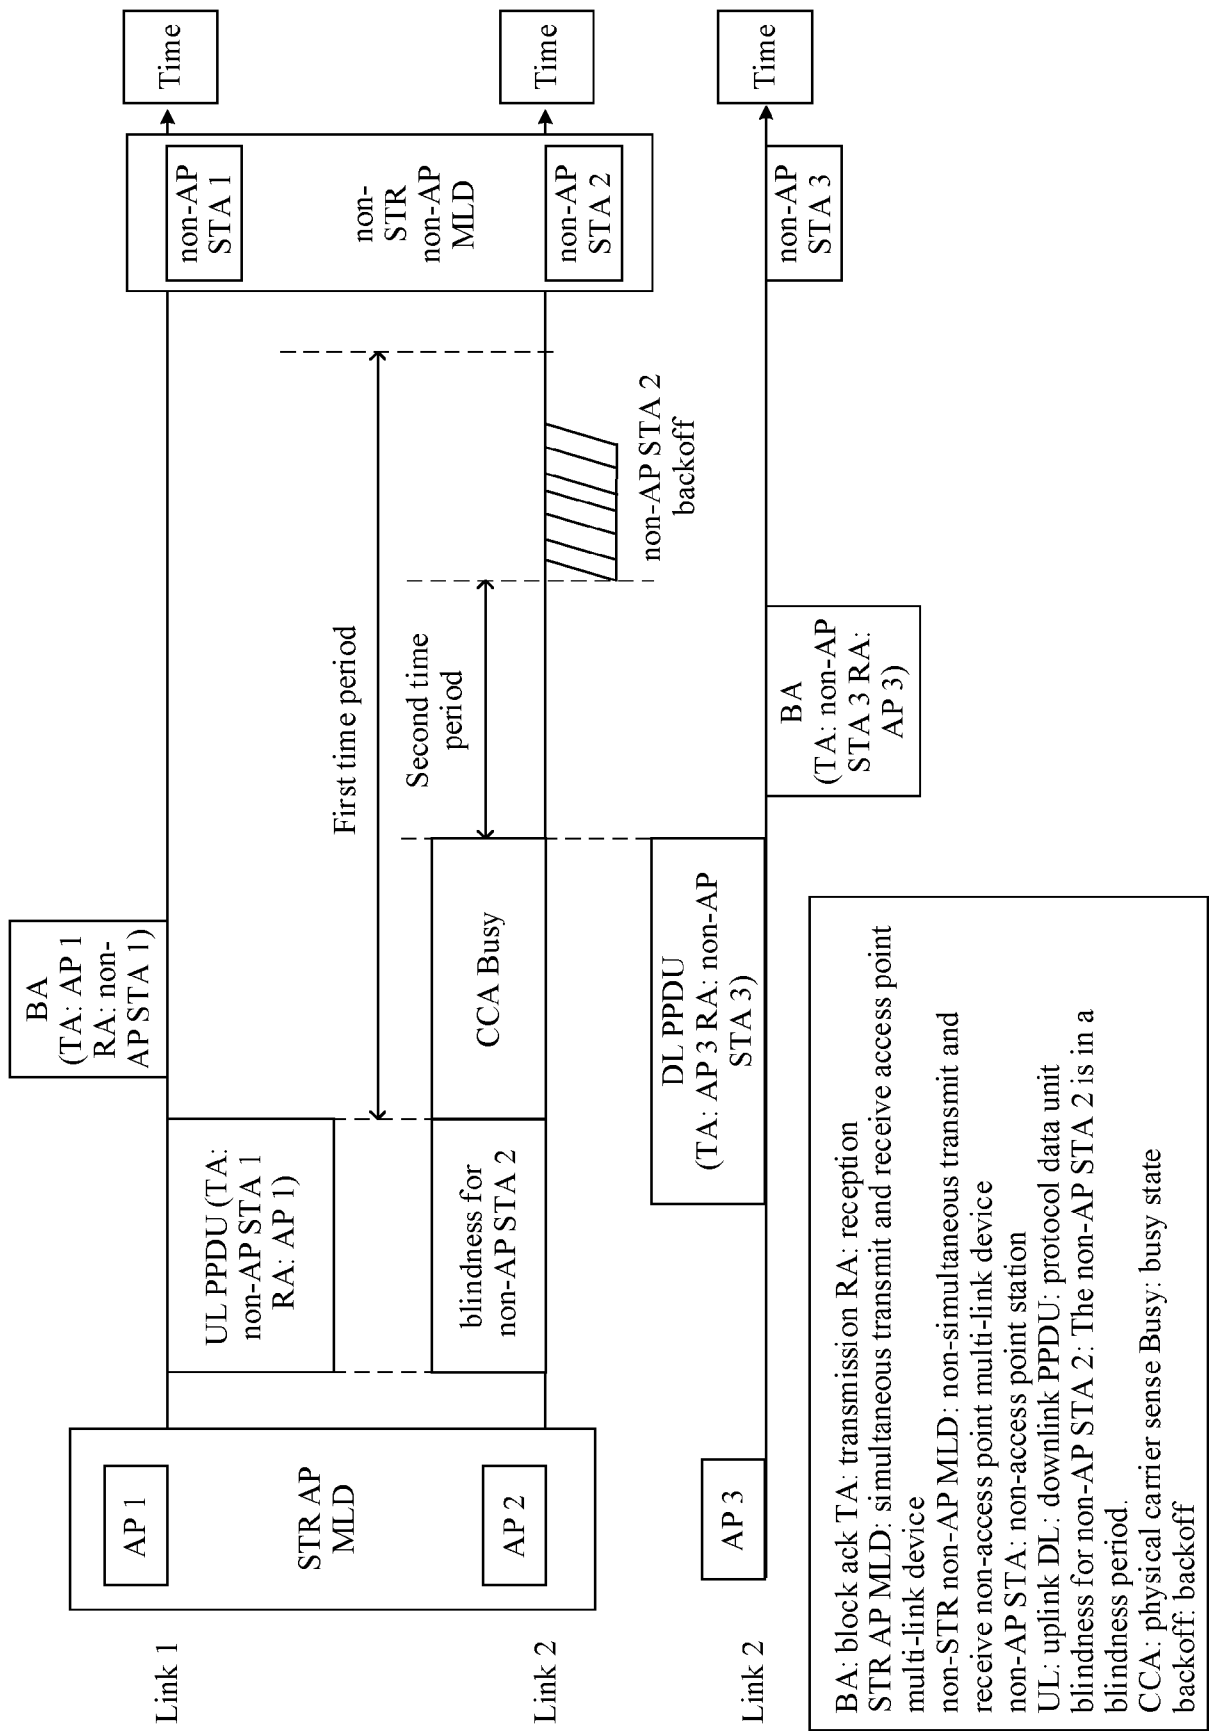 Link 1
AP 1
STR AP
MLD
AP 2
Link 2
UL PPDU (TA:
non-AP STA 1
RA: AP 1)
BA
(TA: AP 1
RA: non-
AP STA 1)
First time period
Second time
period
blindness for
non-AP STA 2
CCA Busy
non-AP STA 2
backoff
non-AP
STA 1
non-
STR
non-AP
MLD
non-AP
STA 2
Time
Time
Link 2
AP 3
DL PPDU
(TA: AP 3 RA: non-AP
STA 3)
BA
(TA: non-AP
STA 3 RA:
AP 3)
non-AP
STA 3
Time
BA: block ack TA: transmission RA: reception
STR AP MLD: simultaneous transmit and receive access point
multi-link device
non-STR non-AP MLD: non-simultaneous transmit and
receive non-access point multi-link device
non-AP STA: non-access point station
UL: uplink DL: downlink PPDU: protocol data unit
blindness for non-AP STA 2: The non-AP STA 2 is in a
blindness period.
CCA: physical carrier sense Busy: busy state
backoff: backoff